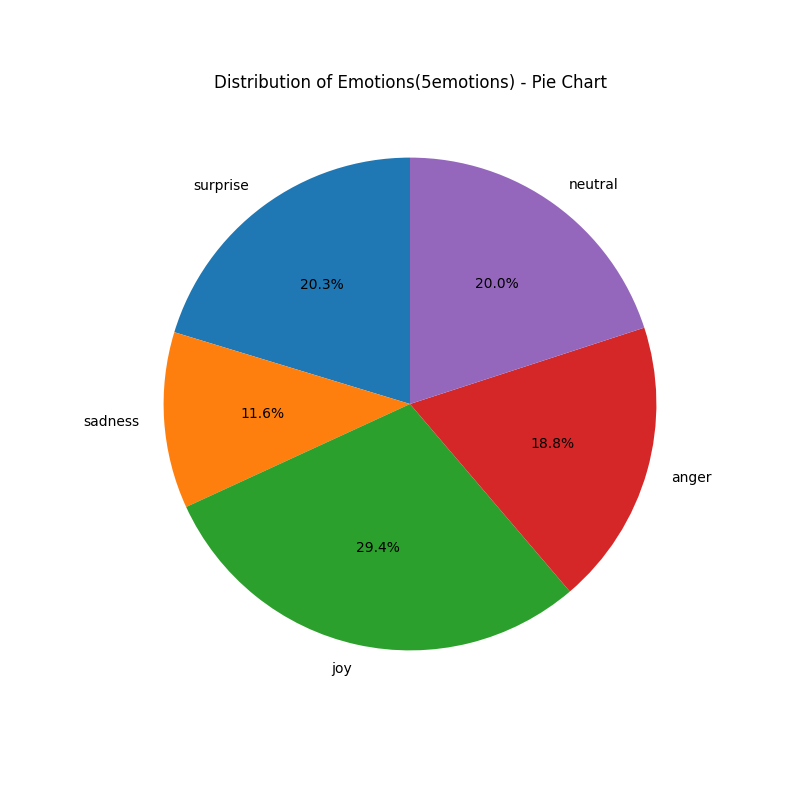 Distribution of Emotions(5emotions) - Pie Chart
surprise
neutral
20.3%
20.0%
sadness
11.6%
18.8%
anger
29.4%
joy